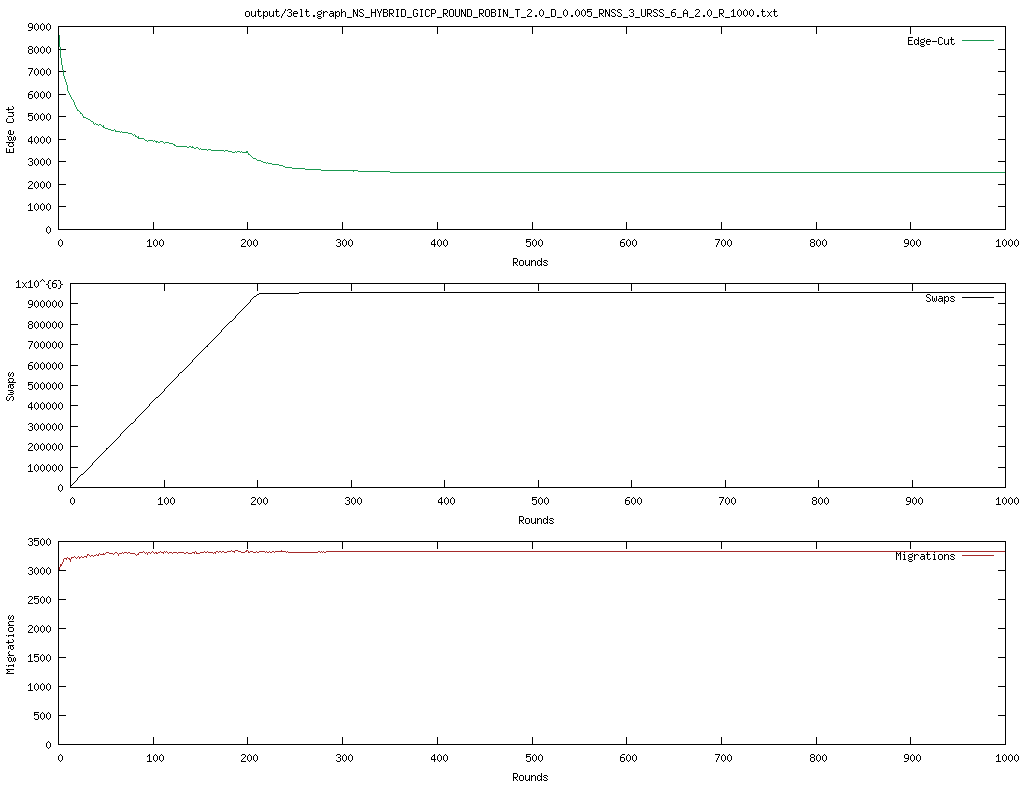 output/3elt.graph_NS_HYBRID_GICP_ROUND_ROBIN_T_2.0_D_0.005_RNSS_3_URSS_6_A_2.0_R_1000.txt
9000
8000
7000
6000
5000
4000
3000
2000
1000
0
Edge Cut
Edge-Cut
0 100 200 300 400 500 600 700 800 900 1000
Rounds
1x10^{6}
900000
800000
700000
600000
500000
400000
300000
200000
100000
0
Swaps
Swaps
0 100 200 300 400 500 600 700 800 900 1000
Rounds
3500
3000
2500
2000
1500
1000
500
0
Migrations
Migrations
0 100 200 300 400 500 600 700 800 900 1000
Rounds